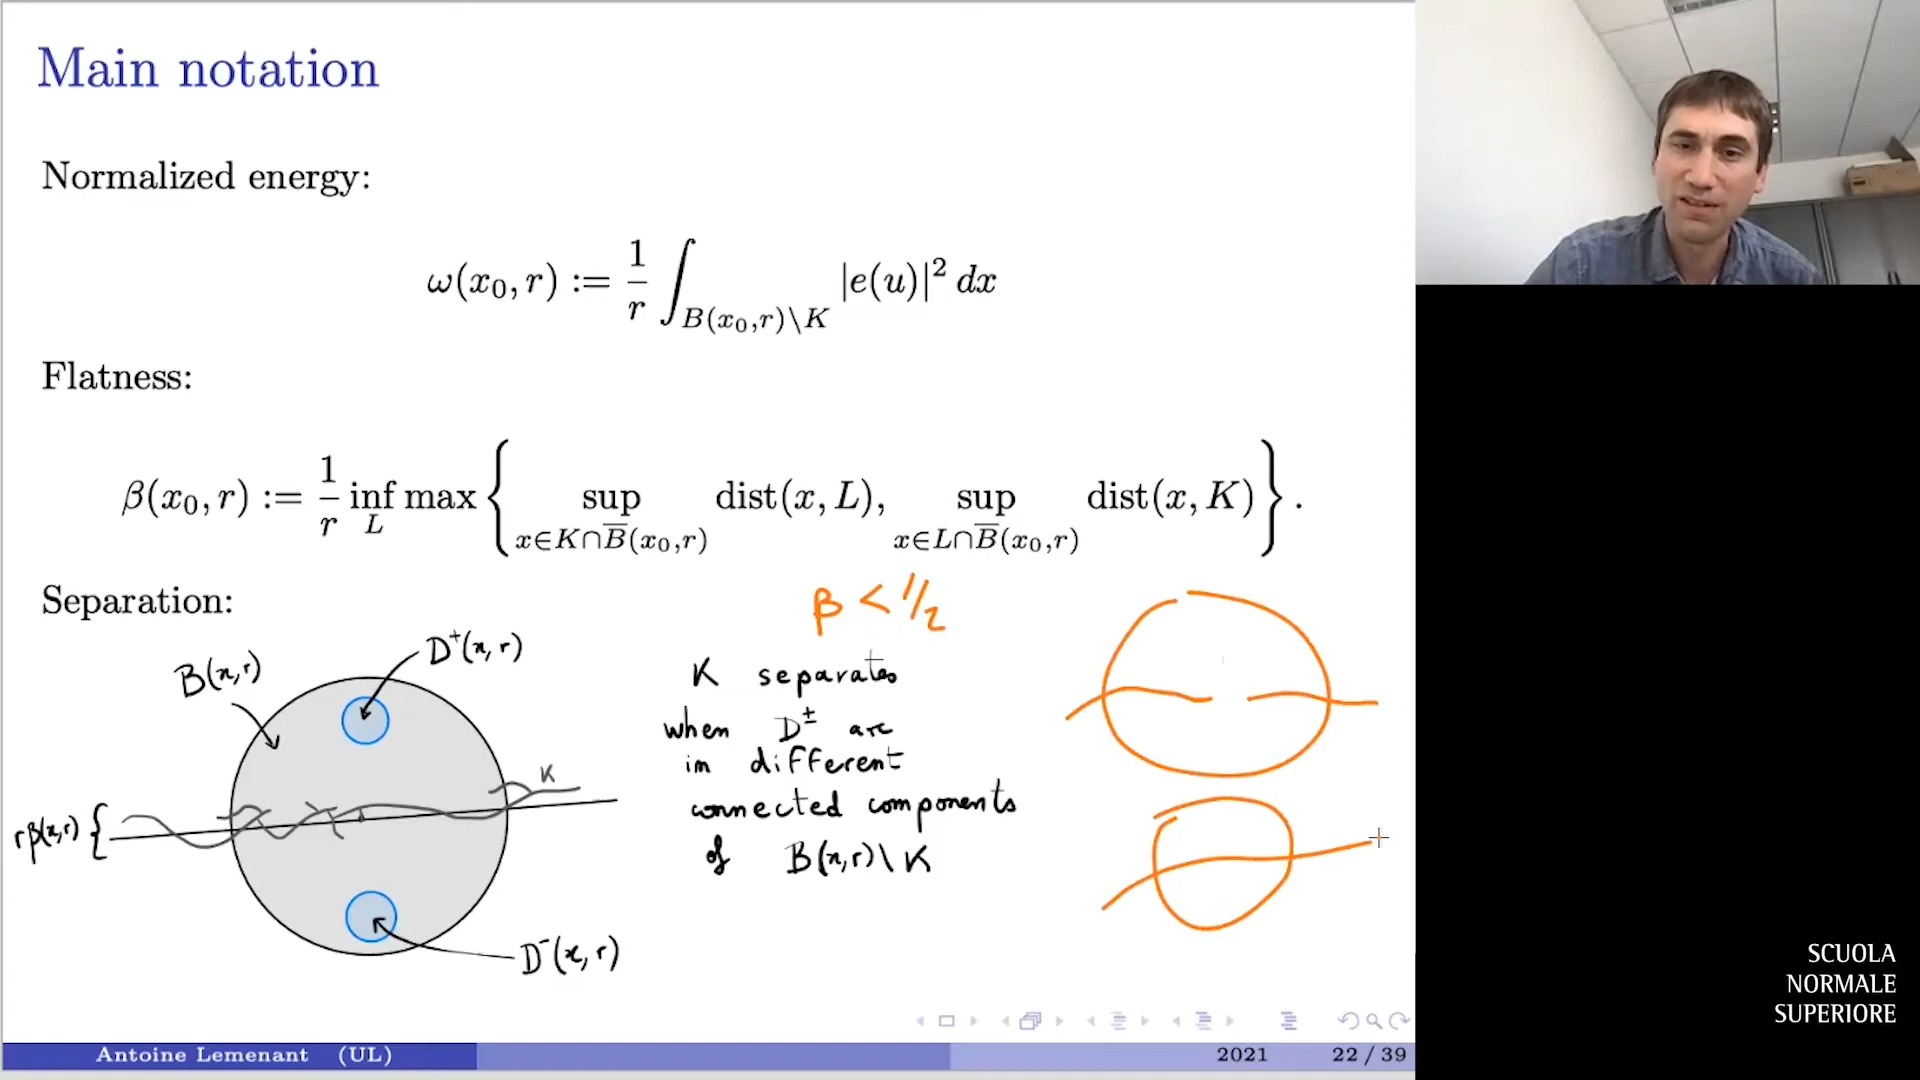 Main notation
Normalized energy:
ω(x₀, r) := 1/r ∫_{B(x₀,r)\K} |e(u)|² dx
Flatness:
β(x₀, r) := 1/r inf_L max { sup_{x∈K∩B̅(x₀,r)} dist(x, L), sup_{x∈L∩B̅(x₀,r)} dist(x, K) } .
Separation:
β < 1/2
B(x,r)
D⁺(x,r)
K
rβ(x,r) {
D⁻(x,r)
K separates
when D± are
in different
connected components
of B(x,r)\K
Antoine Lemenant (UL)
2021
22 / 39
SCUOLA
NORMALE
SUPERIORE